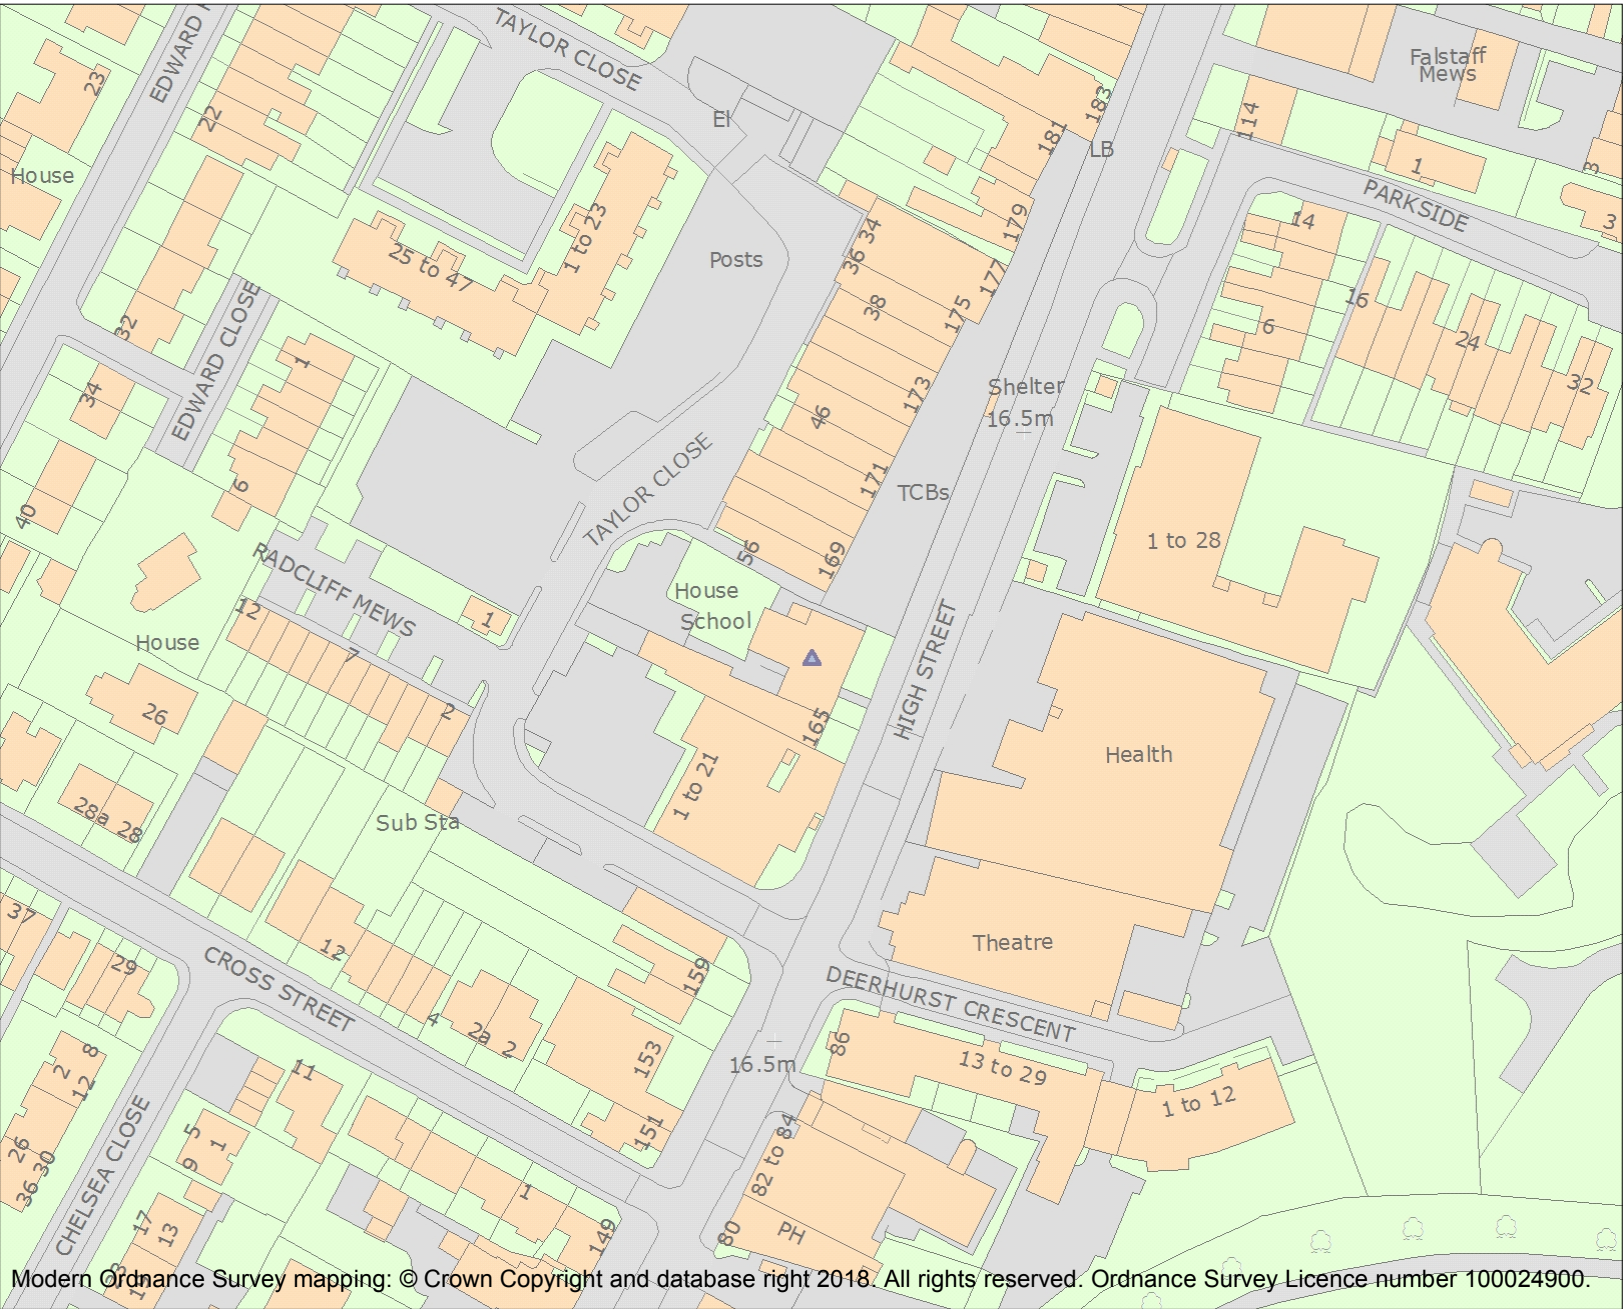 EDWARD
TAYLOR CLOSE
Falstaff
Mews
23
22
El
183
181
LB
114
1
3
House
PARKSIDE
3
1 to 23
34
36
179
14
25 to 47
Posts
177
16
38
175
6
24
32
EDWARD CLOSE
1
34
Shelter
16.5m
173
46
32
6
TAYLOR CLOSE
171
TCBs
40
1 to 28
56
169
RADCLIFF MEWS
12
1
House
School
House
7
HIGH STREET
26
2
165
Health
28a
28
1 to 21
Sub Sta
37
29
CROSS STREET
12
159
Theatre
DEERHURST CRESCENT
4
2a
2
153
16.5m
86
13 to 29
1 to 12
2
8
12
11
151
82 to 84
CHELSEA CLOSE
5
1
9
26
30
36
1
17
13
149
80
PH
Modern Ordnance Survey mapping: © Crown Copyright and database right 2018. All rights reserved. Ordnance Survey Licence number 100024900.